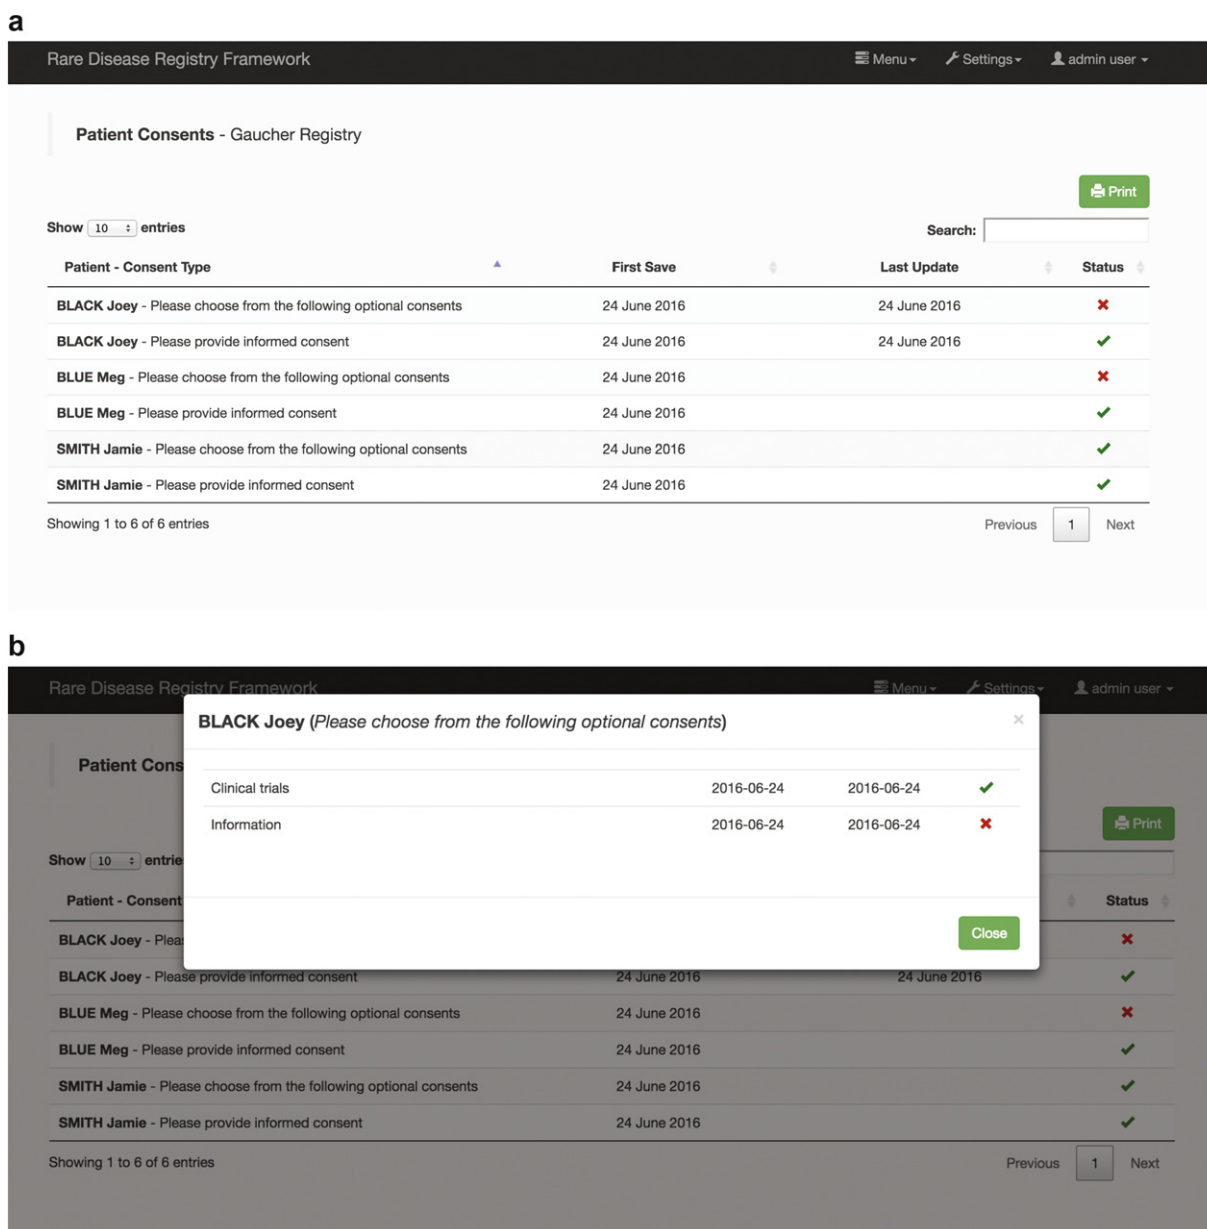 a
Rare Disease Registry Framework Menu Settings admin user
Patient Consents - Gaucher Registry
Print
Show 10 entries Search:
Patient - Consent Type First Save Last Update Status
BLACK Joey - Please choose from the following optional consents 24 June 2016 24 June 2016
BLACK Joey - Please provide informed consent 24 June 2016 24 June 2016
BLUE Meg - Please choose from the following optional consents 24 June 2016
BLUE Meg - Please provide informed consent 24 June 2016
SMITH Jamie - Please choose from the following optional consents 24 June 2016
SMITH Jamie - Please provide informed consent 24 June 2016
Showing 1 to 6 of 6 entries Previous 1 Next
b
Rare Disease Registry Framework Menu Settings admin user
BLACK Joey (Please choose from the following optional consents) ×
Patient Cons
Clinical trials 2016-06-24 2016-06-24
Information 2016-06-24 2016-06-24
Print
Show 10 entrie
Patient - Consent Status
Close
BLACK Joey - Plea
BLACK Joey - Please provide informed consent 24 June 2016 24 June 2016
BLUE Meg - Please choose from the following optional consents 24 June 2016
BLUE Meg - Please provide informed consent 24 June 2016
SMITH Jamie - Please choose from the following optional consents 24 June 2016
SMITH Jamie - Please provide informed consent 24 June 2016
Showing 1 to 6 of 6 entries Previous 1 Next